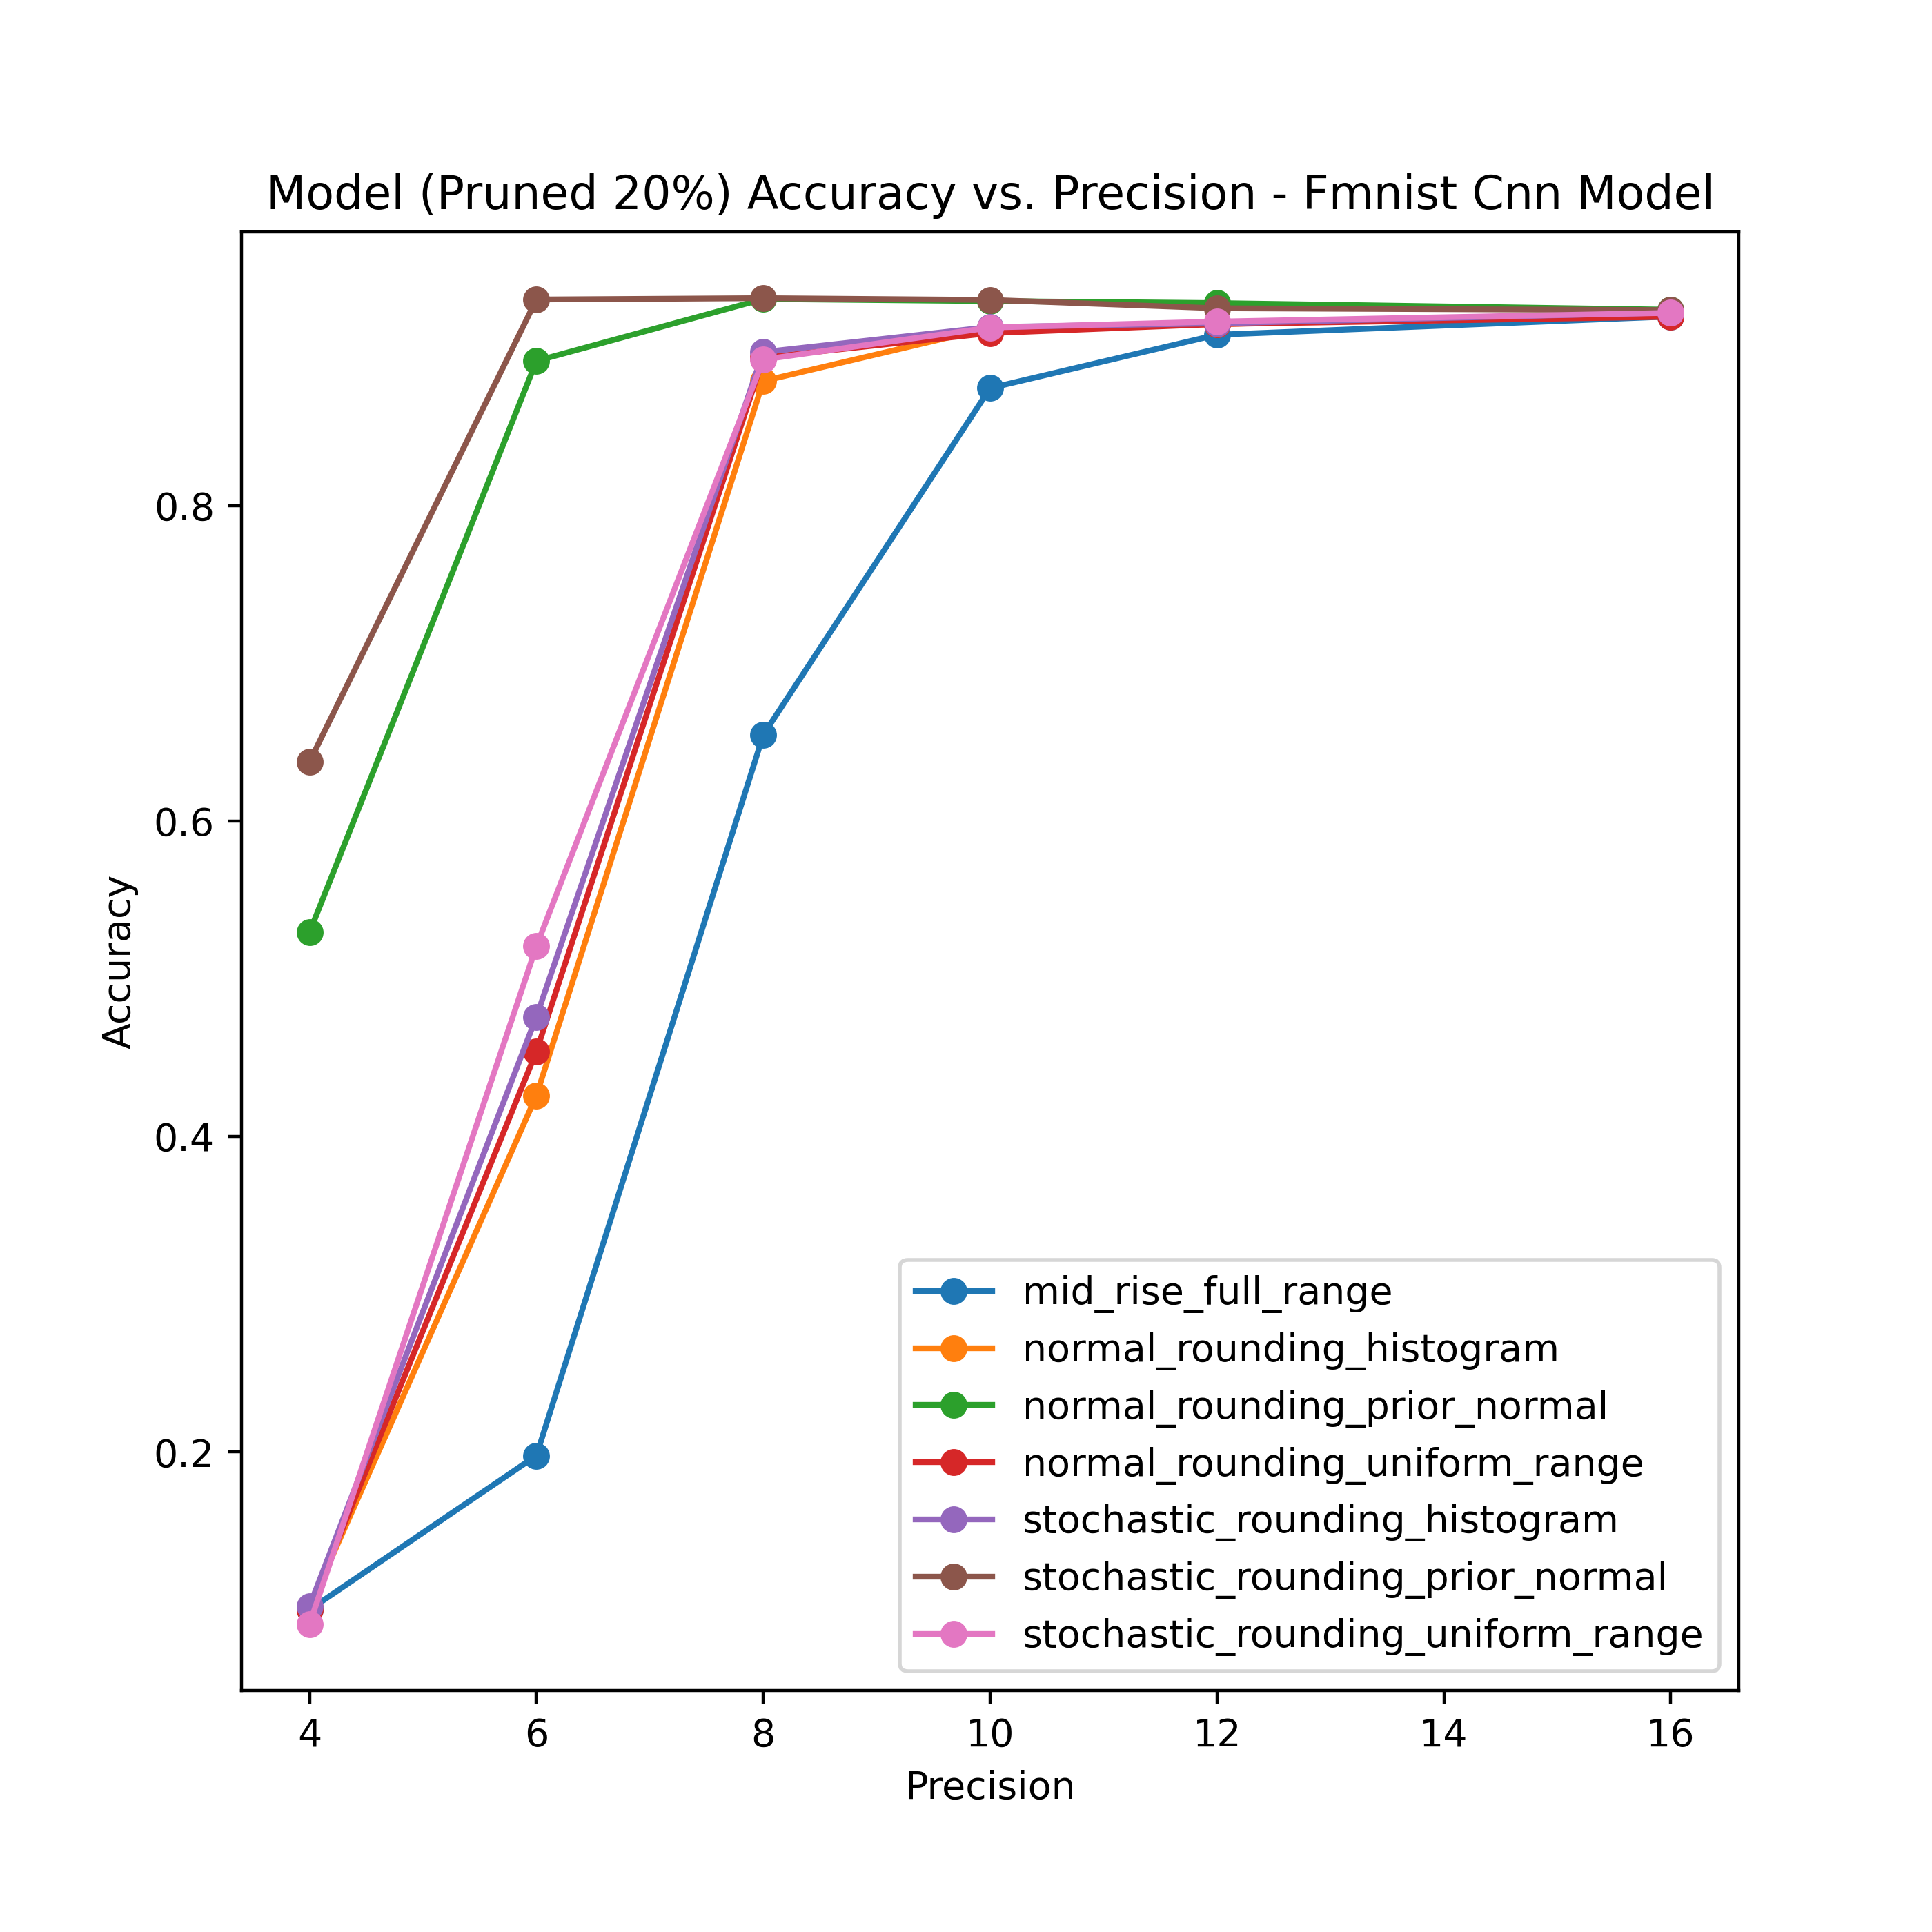 Model (Pruned 20%) Accuracy vs. Precision - Fmnist Cnn Model
Accuracy
0.8
0.6
0.4
0.2
mid_rise_full_range
normal_rounding_histogram
normal_rounding_prior_normal
normal_rounding_uniform_range
stochastic_rounding_histogram
stochastic_rounding_prior_normal
stochastic_rounding_uniform_range
4 6 8 10 12 14 16
Precision